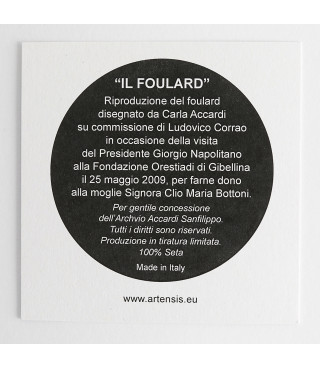 “IL FOULARD”
Riproduzione del foulard
disegnato da Carla Accardi
su commissione di Ludovico Corrao
in occasione della visita
del Presidente Giorgio Napolitano
alla Fondazione Orestiadi di Gibellina
il 25 maggio 2009, per farne dono
alla moglie Signora Clio Maria Bottoni.
Per gentile concessione
dell'Archvio Accardi Sanfilippo.
Tutti i diritti sono riservati.
Produzione in tiratura limitata.
100% Seta
Made in Italy
www.artensis.eu